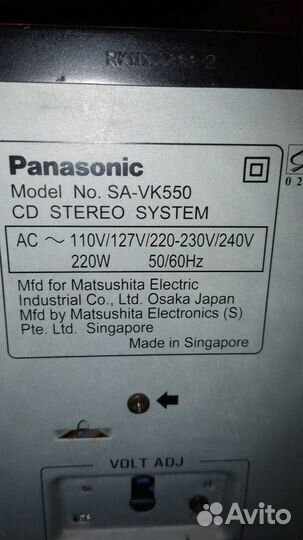 Panasonic
Model No. SA-VK550
CD STEREO SYSTEM
AC ~ 110V/127V/220-230V/240V
220W 50/60Hz
Mfd for Matsushita Electric
Industrial Co., Ltd. Osaka Japan
Mfd by Matsushita Electronics (S)
Pte. Ltd. Singapore
Made in Singapore
VOLT ADJ
Avito